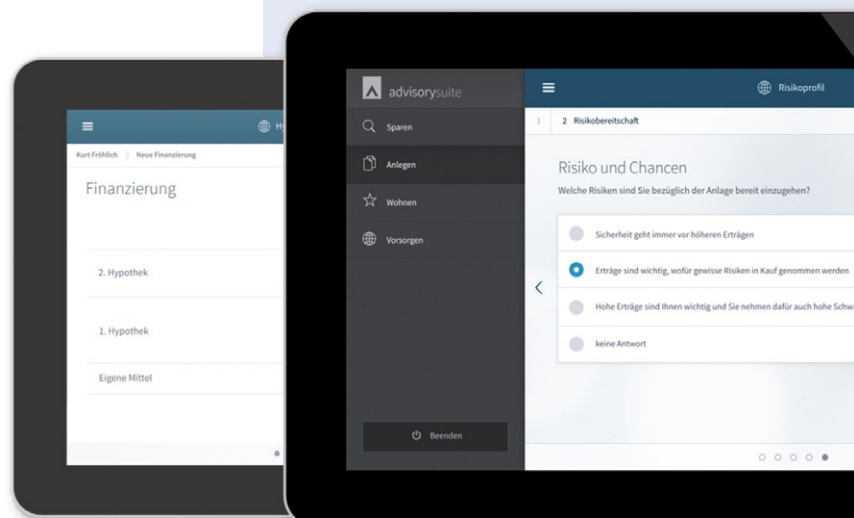 Kurt Fröhlich
Neue Finanzierung
Finanzierung
2. Hypothek
1. Hypothek
Eigene Mittel
advisorysuite
Sparen
Anlegen
Wohnen
Vorsorgen
Beenden
Risikoprofil
1 2 Risikobereitschaft
Risiko und Chancen
Welche Risiken sind Sie bezüglich der Anlage bereit einzugehen?
Sicherheit geht immer vor höheren Erträgen
Erträge sind wichtig, wofür gewisse Risiken in Kauf genommen werden
Hohe Erträge sind Ihnen wichtig und Sie nehmen dafür auch hohe
keine Antwort